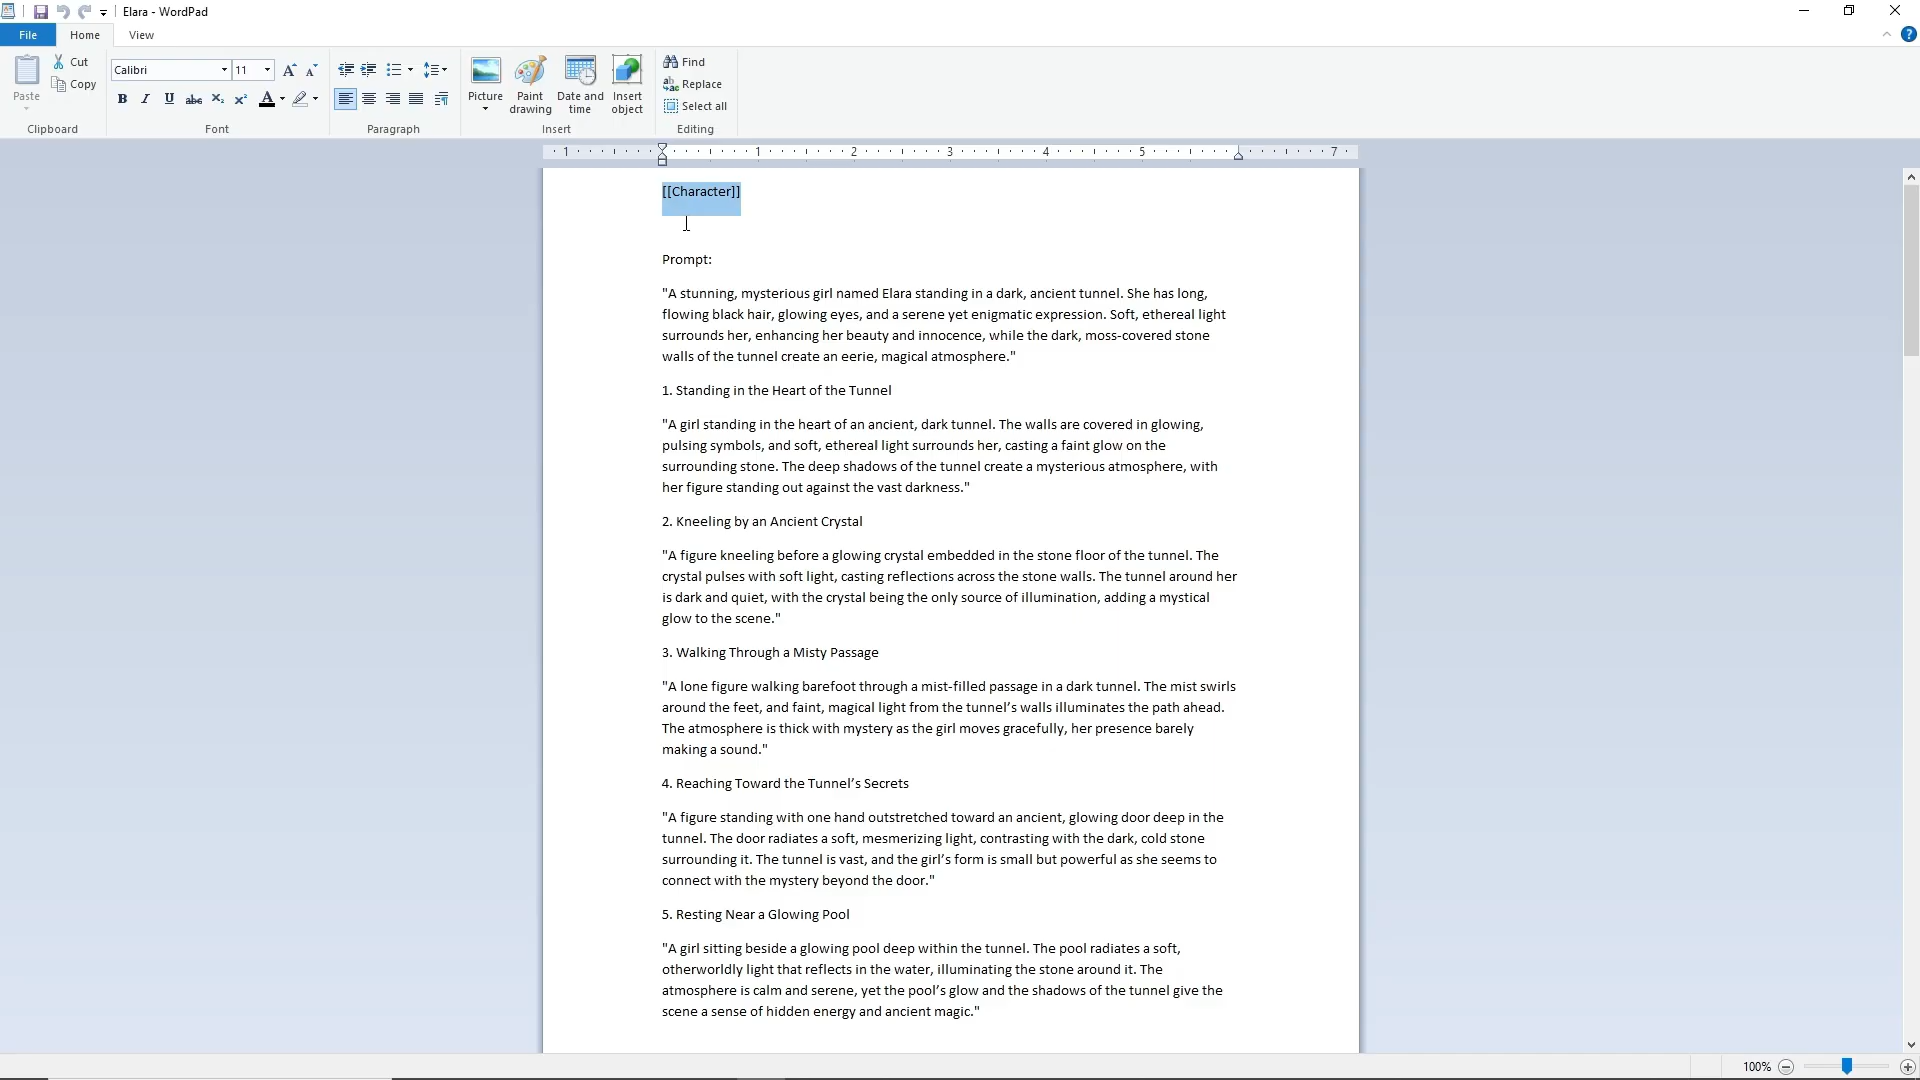 Elara - WordPad
File Home View
Paste
Cut
Copy
Clipboard
Calibri 11
B I U abc X₂ X² A
Font
Paragraph
Picture
Paint drawing
Date and time
Insert object
Insert
Find
Replace
Select all
Editing
1 1 2 3 4 5 7
[[Character]]
Prompt:
"A stunning, mysterious girl named Elara standing in a dark, ancient tunnel. She has long,
flowing black hair, glowing eyes, and a serene yet enigmatic expression. Soft, ethereal light
surrounds her, enhancing her beauty and innocence, while the dark, moss-covered stone
walls of the tunnel create an eerie, magical atmosphere."
1. Standing in the Heart of the Tunnel
"A girl standing in the heart of an ancient, dark tunnel. The walls are covered in glowing,
pulsing symbols, and soft, ethereal light surrounds her, casting a faint glow on the
surrounding stone. The deep shadows of the tunnel create a mysterious atmosphere, with
her figure standing out against the vast darkness."
2. Kneeling by an Ancient Crystal
"A figure kneeling before a glowing crystal embedded in the stone floor of the tunnel. The
crystal pulses with soft light, casting reflections across the stone walls. The tunnel around her
is dark and quiet, with the crystal being the only source of illumination, adding a mystical
glow to the scene."
3. Walking Through a Misty Passage
"A lone figure walking barefoot through a mist-filled passage in a dark tunnel. The mist swirls
around the feet, and faint, magical light from the tunnel’s walls illuminates the path ahead.
The atmosphere is thick with mystery as the girl moves gracefully, her presence barely
making a sound."
4. Reaching Toward the Tunnel’s Secrets
"A figure standing with one hand outstretched toward an ancient, glowing door deep in the
tunnel. The door radiates a soft, mesmerizing light, contrasting with the dark, cold stone
surrounding it. The tunnel is vast, and the girl’s form is small but powerful as she seems to
connect with the mystery beyond the door."
5. Resting Near a Glowing Pool
"A girl sitting beside a glowing pool deep within the tunnel. The pool radiates a soft,
otherworldly light that reflects in the water, illuminating the stone around it. The
atmosphere is calm and serene, yet the pool’s glow and the shadows of the tunnel give the
scene a sense of hidden energy and ancient magic."
100%